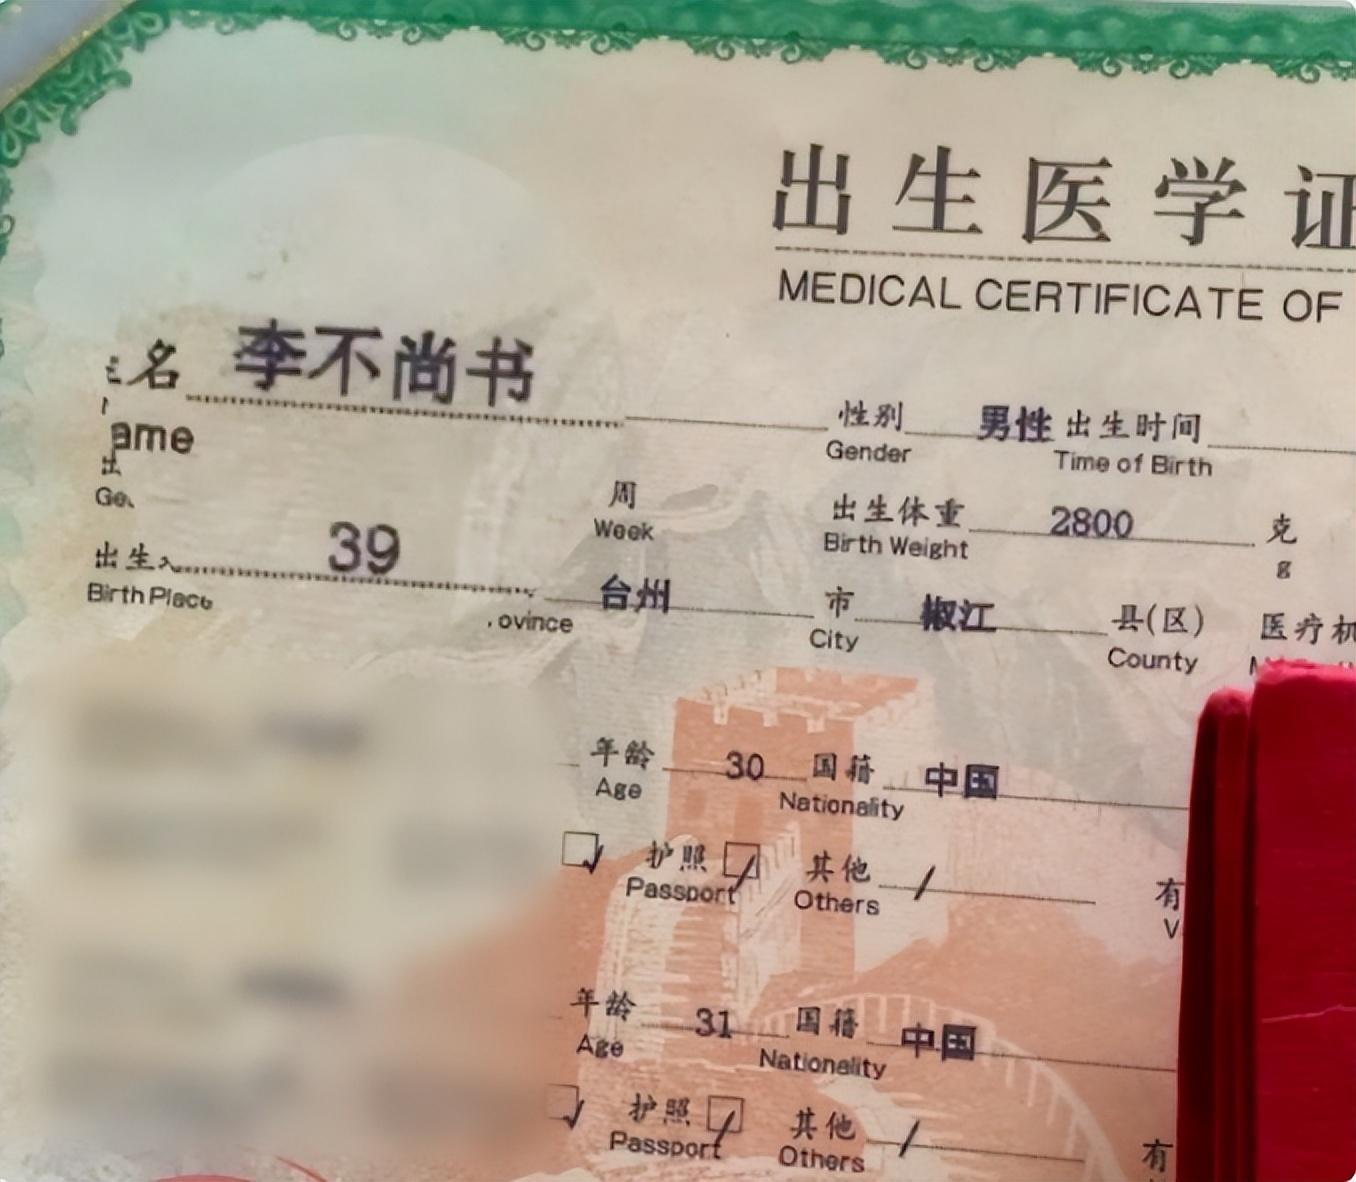 出生医学证
MEDICAL CERTIFICATE OF
名 李不尚书 性别 男性 出生时间
ame Gender Time of Birth
出 39 周 出生体重 2800 克
Week Birth Weight g
出生 台州 市 椒江 县(区) 医疗机
Birth Place ovince City County
年龄 30 国籍 中国
Age Nationality
护照 其他 / 有
Passport Others V
年龄 31 国籍 中国
Age Nationality
护照 其他 / 有
Passport Others